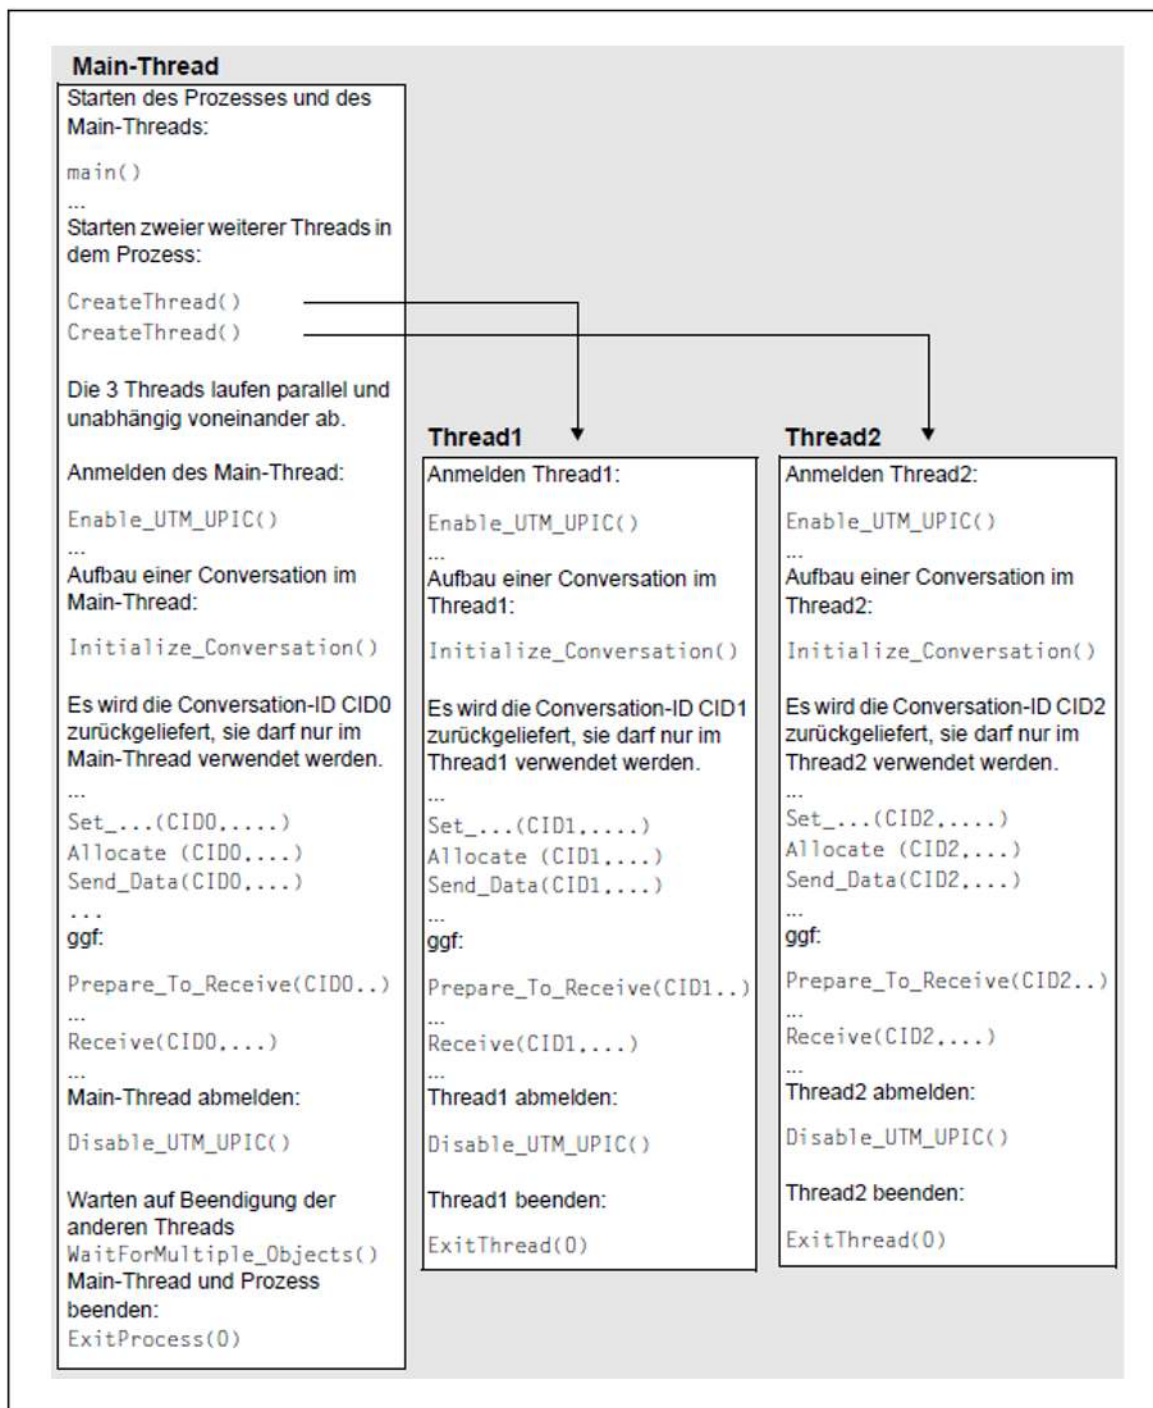 Main-Thread
Starten des Prozesses und des
Main-Threads:
main()
...
Starten zweier weiterer Threads in
dem Prozess:
CreateThread()
CreateThread()
Die 3 Threads laufen parallel und
unabhängig voneinander ab.
Anmelden des Main-Thread:
Enable_UTM_UPIC()
...
Aufbau einer Conversation im
Main-Thread:
Initialize_Conversation()
Es wird die Conversation-ID CID0
zurückgeliefert, sie darf nur im
Main-Thread verwendet werden.
...
Set_...(CID0,.....)
Allocate (CID0,....)
Send_Data(CID0,....)
...
ggf:
Prepare_To_Receive(CID0..)
...
Receive(CID0,....)
...
Main-Thread abmelden:
Disable_UTM_UPIC()
Warten auf Beendigung der
anderen Threads
WaitForMultiple_Objects()
Main-Thread und Prozess
beenden:
ExitProcess(0)
Thread1
Anmelden Thread1:
Enable_UTM_UPIC()
...
Aufbau einer Conversation im
Thread1:
Initialize_Conversation()
Es wird die Conversation-ID CID1
zurückgeliefert, sie darf nur im
Thread1 verwendet werden.
...
Set_...(CID1,....)
Allocate (CID1,....)
Send_Data(CID1,....)
...
ggf:
Prepare_To_Receive(CID1..)
...
Receive(CID1,....)
...
Thread1 abmelden:
Disable_UTM_UPIC()
Thread1 beenden:
ExitThread(0)
Thread2
Anmelden Thread2:
Enable_UTM_UPIC()
...
Aufbau einer Conversation im
Thread2:
Initialize_Conversation()
Es wird die Conversation-ID CID2
zurückgeliefert, sie darf nur im
Thread2 verwendet werden.
...
Set_...(CID2,....)
Allocate (CID2,....)
Send_Data(CID2,....)
...
ggf:
Prepare_To_Receive(CID2..)
...
Receive(CID2,....)
...
Thread2 abmelden:
Disable_UTM_UPIC()
Thread2 beenden:
ExitThread(0)